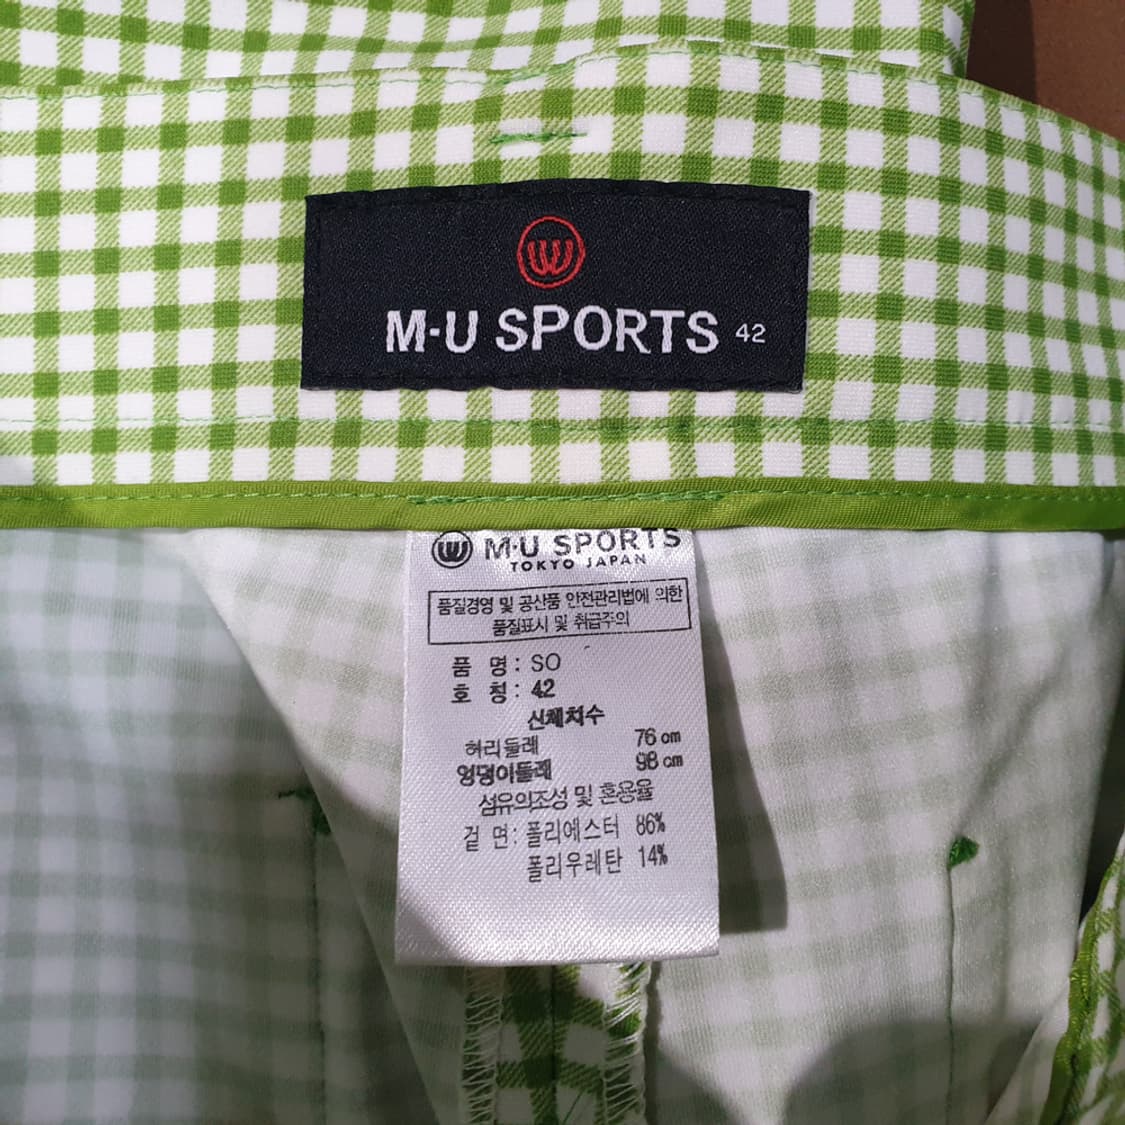 M·U SPORTS 42
M·U SPORTS
TOKYO JAPAN
품질경영 및 공산품 안전관리법에 의한
품질표시 및 취급주의
품 명 : SO
호 칭 : 42
신체치수
허리둘레 76 cm
엉덩이둘레 98 cm
섬유의조성 및 혼용율
겉 면 : 폴리에스터 86%
폴리우레탄 14%